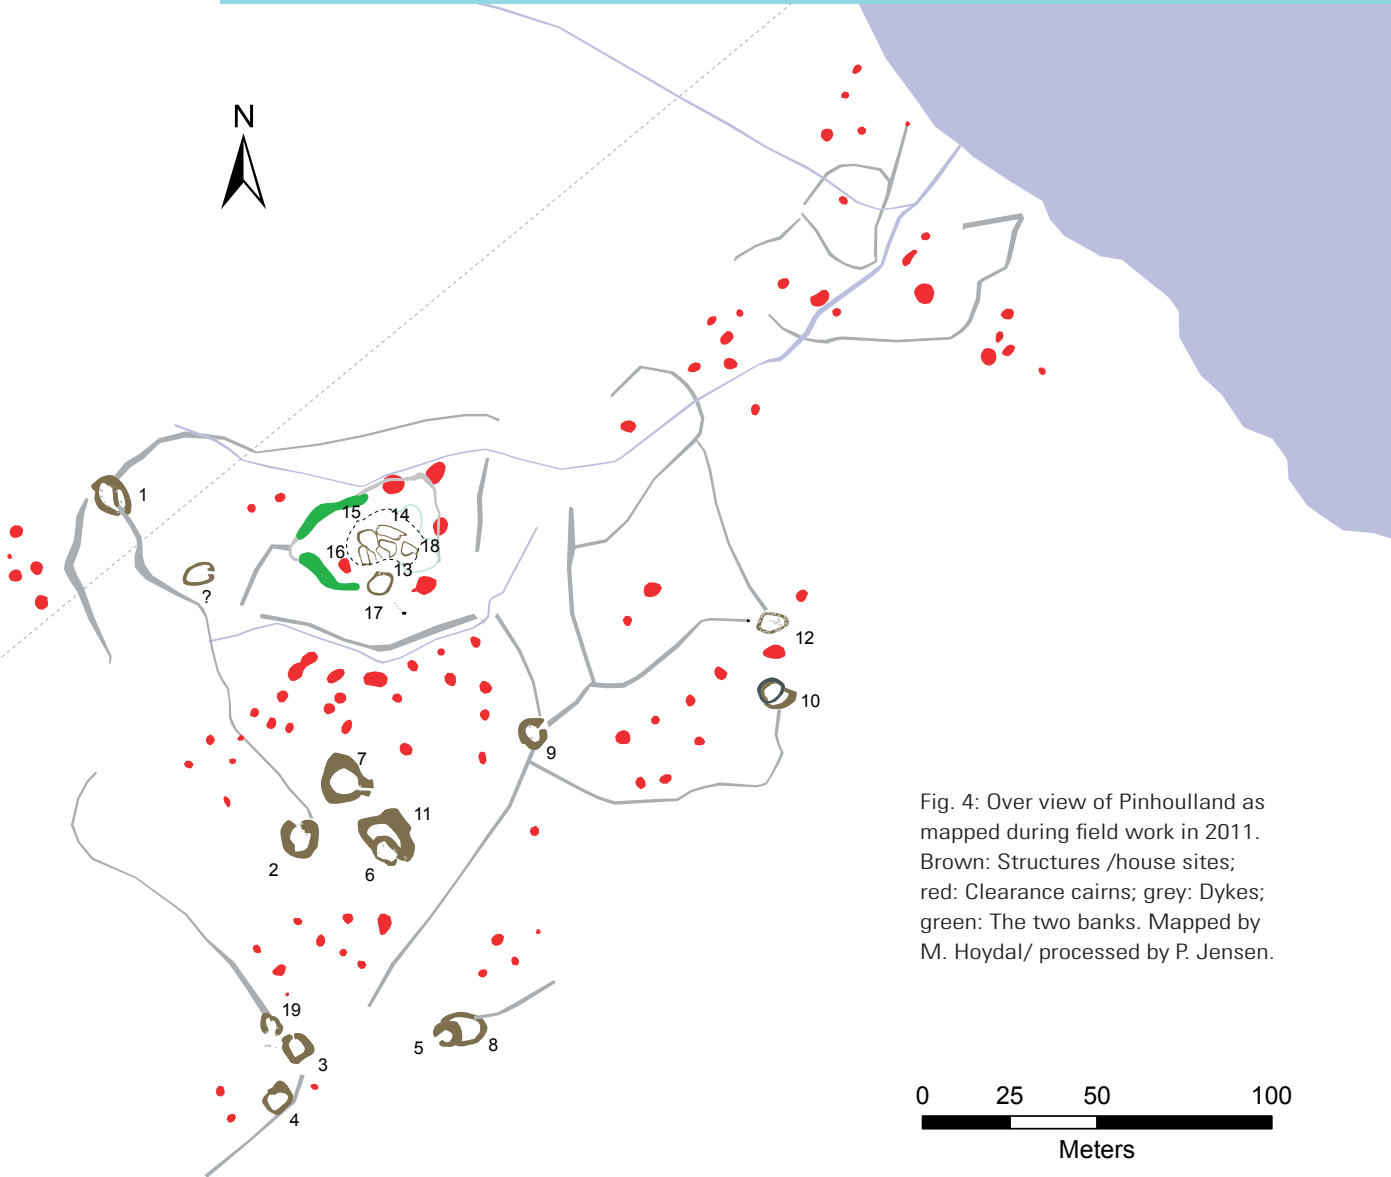 N
1
?
15
14
16
18
13
17
12
10
9
7
11
2
6
Fig. 4: Over view of Pinhoulland as
mapped during field work in 2011.
Brown: Structures /house sites;
red: Clearance cairns; grey: Dykes;
green: The two banks. Mapped by
M. Hoydal/ processed by P. Jensen.
19
5
8
3
4
0 25 50 100
Meters